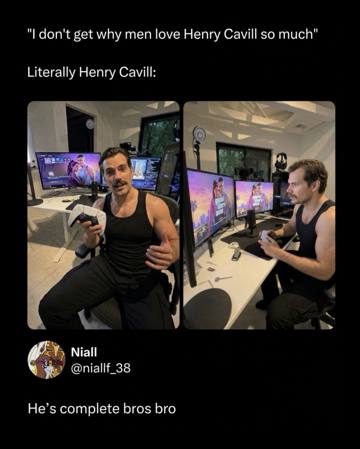 "I don't get why men love Henry Cavill so much"
Literally Henry Cavill:
Niall
@niallf_38
He's complete bros bro